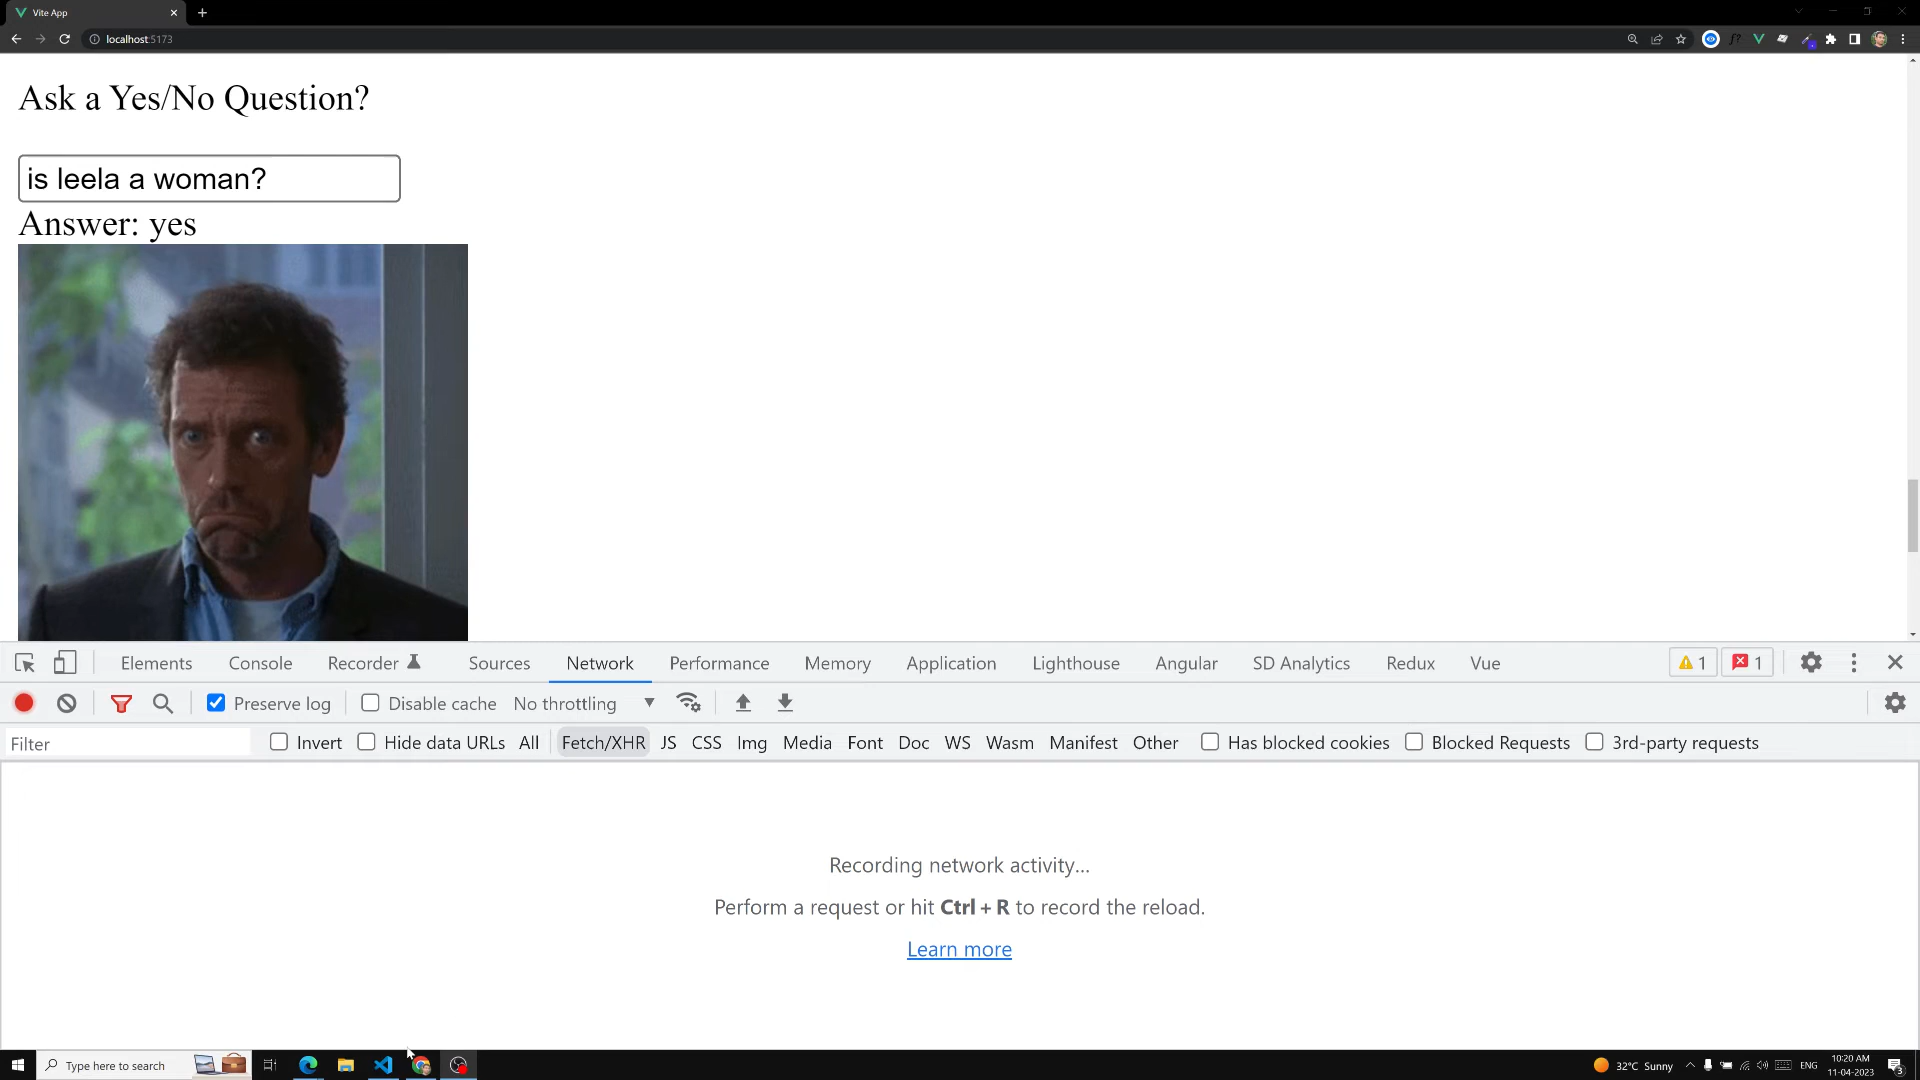 Vite App
localhost:5173
Ask a Yes/No Question?
is leela a woman?
Answer: yes
Elements Console Recorder Sources Network Performance Memory Application Lighthouse Angular SD Analytics Redux Vue 1 1
Preserve log Disable cache No throttling
Filter Invert Hide data URLs All Fetch/XHR JS CSS Img Media Font Doc WS Wasm Manifest Other Has blocked cookies Blocked Requests 3rd-party requests
Recording network activity...
Perform a request or hit Ctrl + R to record the reload.
Learn more
Type here to search 32°C Sunny ENG 10:20 AM
11-04-2023 3